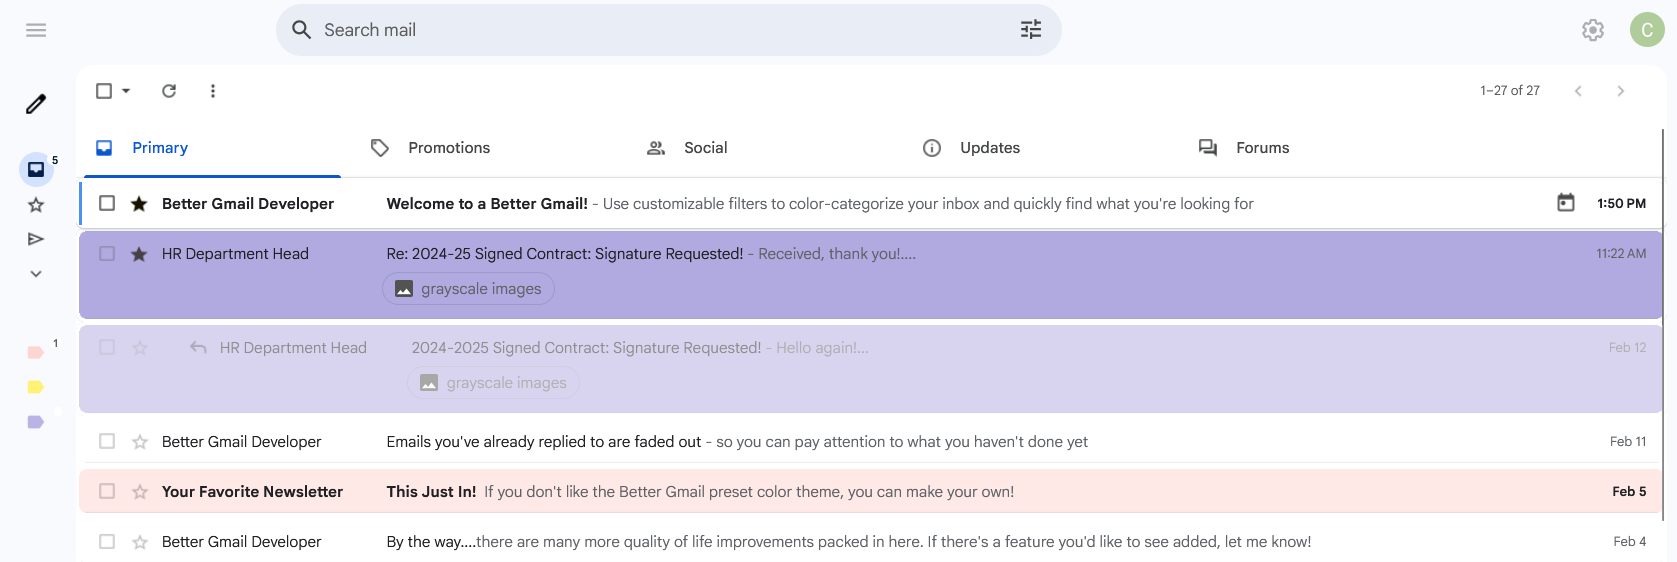 Search mail
C
1–27 of 27
5
Primary
Promotions
Social
Updates
Forums
Better Gmail Developer Welcome to a Better Gmail! - Use customizable filters to color-categorize your inbox and quickly find what you're looking for 1:50 PM
HR Department Head Re: 2024-25 Signed Contract: Signature Requested! - Received, thank you!.... 11:22 AM
grayscale images
1
HR Department Head 2024-2025 Signed Contract: Signature Requested! - Hello again!... Feb 12
grayscale images
Better Gmail Developer Emails you've already replied to are faded out - so you can pay attention to what you haven't done yet Feb 11
Your Favorite Newsletter This Just In! If you don't like the Better Gmail preset color theme, you can make your own! Feb 5
Better Gmail Developer By the way....there are many more quality of life improvements packed in here. If there's a feature you'd like to see added, let me know! Feb 4